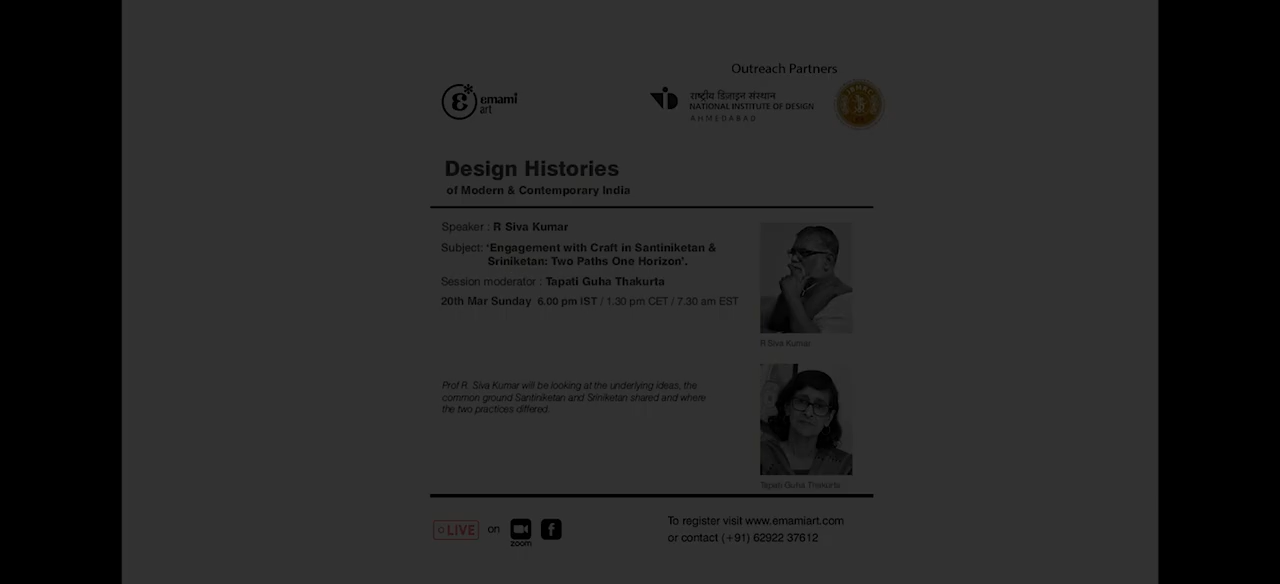 Outreach Partners
emami
art
राष्ट्रीय डिजाइन संस्थान
NATIONAL INSTITUTE OF DESIGN
AHMEDABAD
Design Histories
of Modern & Contemporary India
Speaker : R Siva Kumar
Subject: 'Engagement with Craft in Santiniketan &
Sriniketan: Two Paths One Horizon'.
Session moderator : Tapati Guha Thakurta
20th Mar Sunday 6.00 pm IST / 1.30 pm CET / 7.30 am EST
R Siva Kumar
Prof R. Siva Kumar will be looking at the underlying ideas, the
common ground Santiniketan and Sriniketan shared and where
the two practices differed.
Tapati Guha Thakurta
LIVE on
zoom
To register visit www.emamiart.com
or contact (+91) 62922 37612